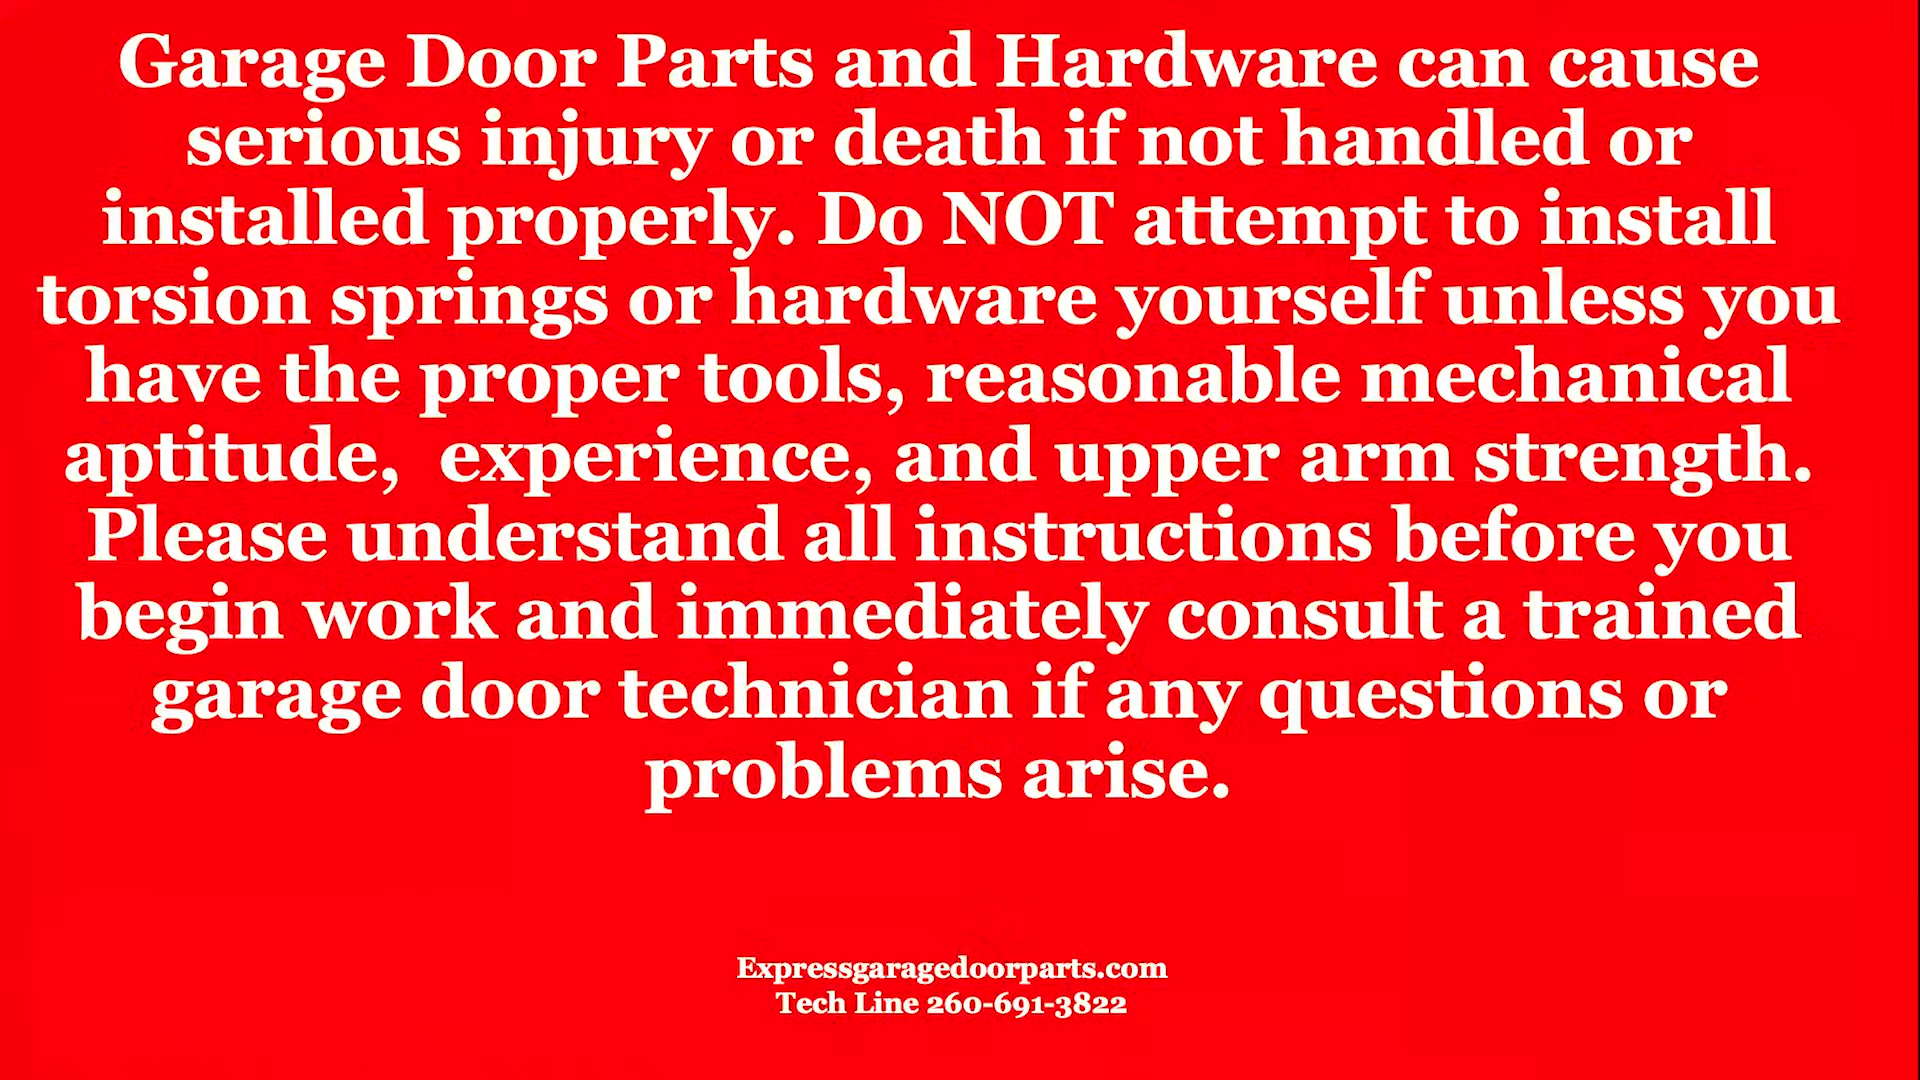 Garage Door Parts and Hardware can cause
serious injury or death if not handled or
installed properly. Do NOT attempt to install
torsion springs or hardware yourself unless you
have the proper tools, reasonable mechanical
aptitude,  experience, and upper arm strength.
Please understand all instructions before you
begin work and immediately consult a trained
garage door technician if any questions or
problems arise.
Expressgaragedoorparts.com
Tech Line 260-691-3822